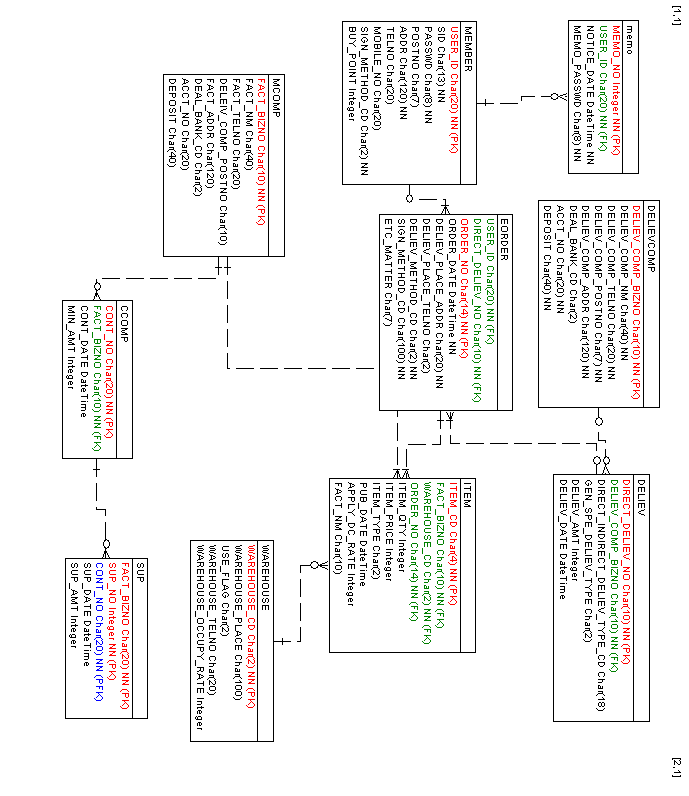 [1,1]
memo
MEMO_NO Integer NN (PK)
USER_ID Char(20) NN (FK)
NOTICE_DATE DateTime NN
MEMO_PASSWD Char(8) NN
MEMBER
USER_ID Char(20) NN (PK)
SID Char(13) NN
PASSWD Char(8) NN
POSTNO Char(7)
ADDR Char(120) NN
TELNO Char(20)
MOBILE_NO Char(20)
SIGN_METHOD_CD Char(2) NN
BUY_POINT Integer
MCOMP
FACT_BIZNO Char(10) NN (PK)
FACT_NM Char(40)
FACT_TELNO Char(20)
DELEIV_COMP_POSTNO Char(10)
FACT_ADDR Char(120)
DEAL_BANK_CD Char(2)
ACCT_NO Char(20)
DEPOSIT Char(40)
DELIEVCOMP
DELIEV_COMP_BIZNO Char(10) NN (PK)
DELIEV_COMP_NM Char(40) NN
DELIEV_COMP_TELNO Char(20) NN
DELIEV_COMP_POSTNO Char(7) NN
DELIEV_COMP_ADDR Char(120) NN
DEAL_BANK_CD Char(2)
ACCT_NO Char(20) NN
DEPOSIT Char(40) NN
EORDER
USER_ID Char(20) NN (FK)
DIRECT_DELIEV_NO Char(10) NN (FK)
ORDER_NO Char(14) NN (PK)
ORDER_DATE DateTime NN
DELIEV_PLACE_ADDR Char(20) NN
DELIEV_PLACE_TELNO Char(2)
DELIEV_METHOD_CD Char(2) NN
SIGN_METHOD_CD Char(100) NN
ETC_MATTER Char(7)
CCOMP
CONT_NO Char(20) NN (PK)
FACT_BIZNO Char(10) NN (FK)
CONT_DATE DateTime
MIN_AMT Integer
DELIEV
DIRECT_DELIEV_NO Char(10) NN (PK)
DELIEV_COMP_BIZNO Char(10) NN (FK)
DIRECT_INDIRECT_DELIEV_TYPE_CD Char(18)
GEN_SPE_DELIEV_TYPE Char(2)
DELIEV_AMT Integer
DELIEV_DATE DateTime
ITEM
ITEM_CD Char(4) NN (PK)
FACT_BIZNO Char(10) NN (FK)
WAREHOUSE_CD Char(2) NN (FK)
ORDER_NO Char(14) NN (FK)
ITEM_QTY Integer
ITEM_PRICE Integer
ITEM_TYPE Char(2)
PUB_DATE DateTime
APPLY_DC_RATE Integer
FACT_NM Char(10)
WAREHOUSE
WAREHOUSE_CD Char(2) NN (PK)
WAREHOUSE_PLACE Char(100)
USE_FLAG Char(2)
WAREHOUSE_TELNO Char(20)
WAREHOUSE_OCCUPY_RATE Integer
SUP
FACT_BIZNO Char(20) NN (PK)
SUP_NO Integer NN (PK)
CONT_NO Char(20) NN (PFK)
SUP_DATE DateTime
SUP_AMT Integer
[2,1]